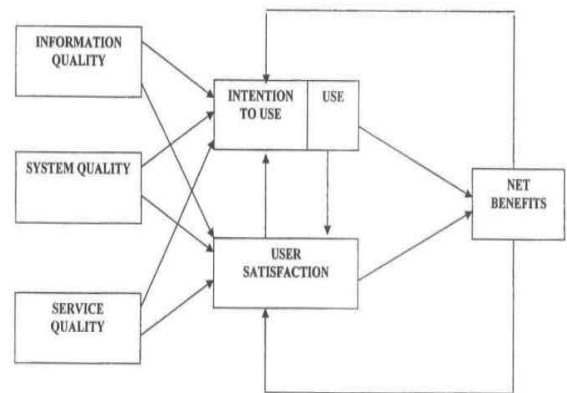 INFORMATION
QUALITY
INTENTION
TO USE
USE
SYSTEM QUALITY
NET
BENEFITS
USER
SATISFACTION
SERVICE
QUALITY